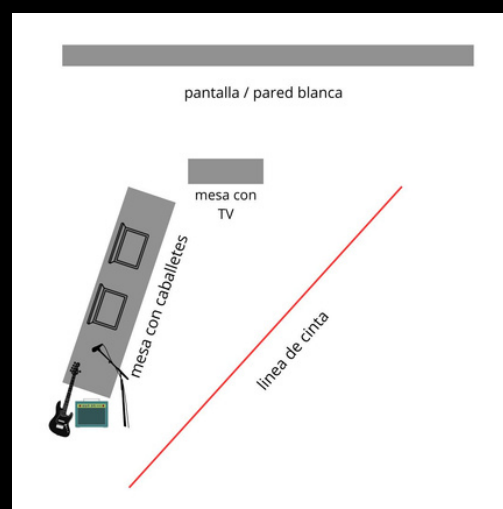 pantalla / pared blanca
mesa con
TV
mesa con caballetes
linea de cinta